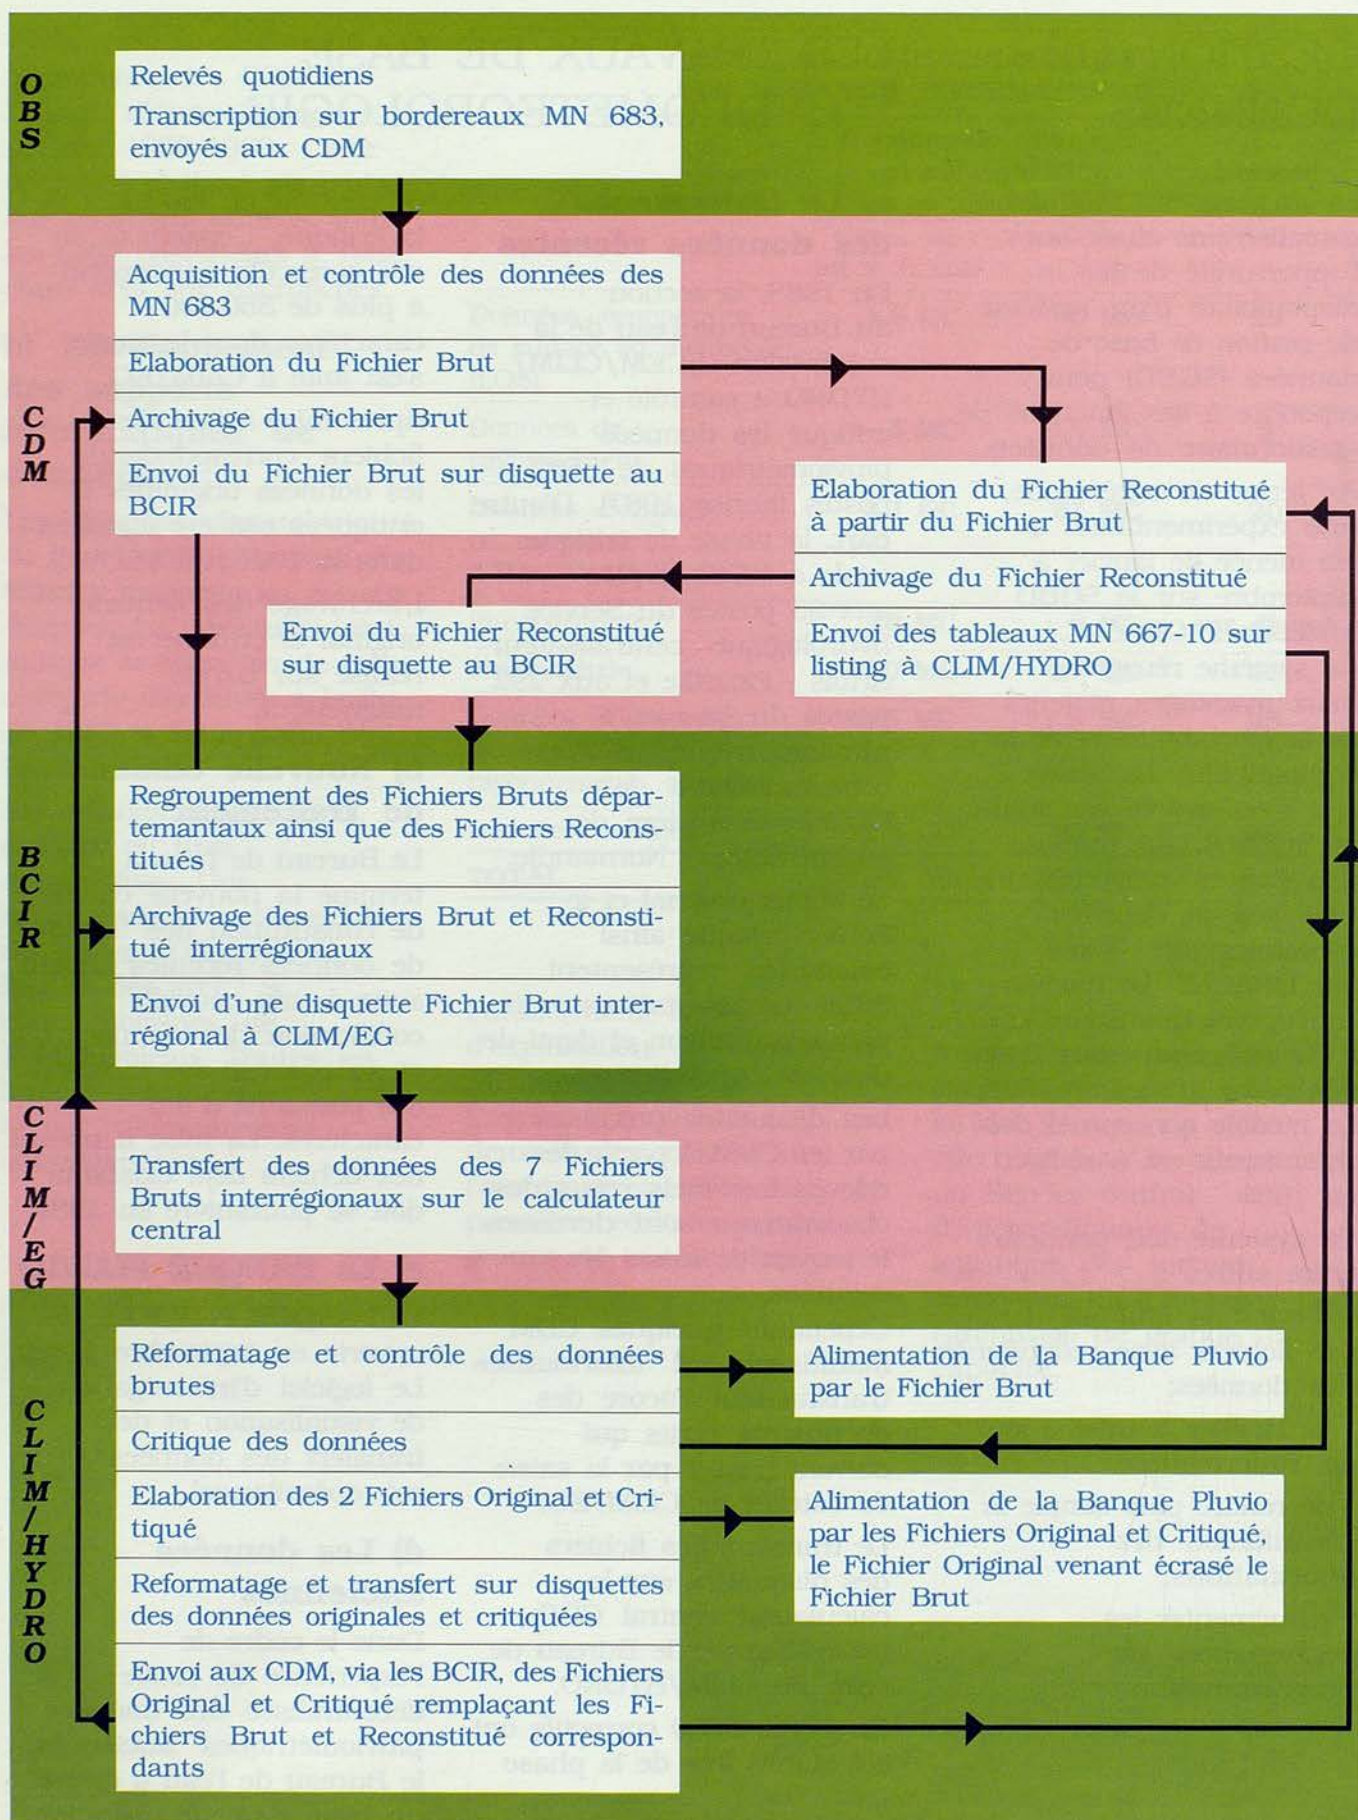 OBS
Relevés quotidiens
Transcription sur bordereaux MN 683,
envoyés aux CDM
CDM
Acquisition et contrôle des données des
MN 683
Elaboration du Fichier Brut
Archivage du Fichier Brut
Envoi du Fichier Brut sur disquette au
BCIR
Elaboration du Fichier Reconstitué
à partir du Fichier Brut
Archivage du Fichier Reconstitué
Envoi des tableaux MN 667-10 sur
listing à CLIM/HYDRO
Envoi du Fichier Reconstitué
sur disquette au BCIR
BCIR
Regroupement des Fichiers Bruts dépar-
temantaux ainsi que des Fichiers Recons-
titués
Archivage des Fichiers Brut et Reconsti-
tué interrégionaux
Envoi d'une disquette Fichier Brut inter-
régional à CLIM/EG
CLIM/EG
Transfert des données des 7 Fichiers
Bruts interrégionaux sur le calculateur
central
CLIM/HYDRO
Reformatage et contrôle des données
brutes
Alimentation de la Banque Pluvio
par le Fichier Brut
Critique des données
Elaboration des 2 Fichiers Original et Cri-
tiqué
Alimentation de la Banque Pluvio
par les Fichiers Original et Critiqué,
le Fichier Original venant écrasé le
Fichier Brut
Reformatage et transfert sur disquettes
des données originales et critiquées
Envoi aux CDM, via les BCIR, des Fichiers
Original et Critiqué remplaçant les Fi-
chiers Brut et Reconstitué correspon-
dants